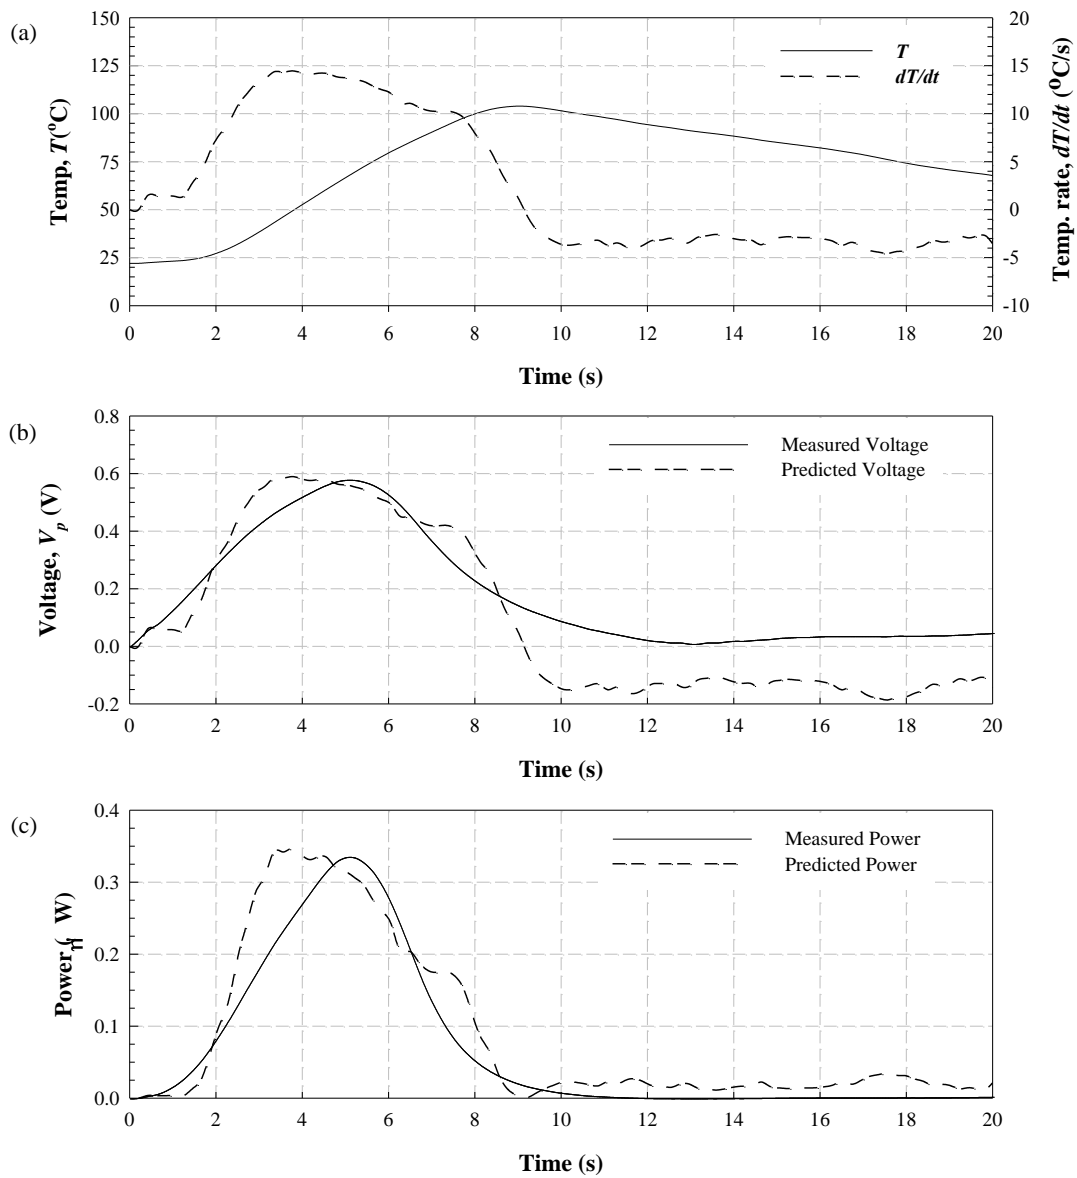 (a)
150
125
100
75
50
25
0
Temp, T(°C)
T
dT/dt
20
15
10
5
0
-5
-10
Temp. rate, dT/dt (°C/s)
0 2 4 6 8 10 12 14 16 18 20
Time (s)
(b)
0.8
0.6
0.4
0.2
0.0
-0.2
Voltage, Vp (V)
Measured Voltage
Predicted Voltage
0 2 4 6 8 10 12 14 16 18 20
Time (s)
(c)
0.4
0.3
0.2
0.1
0.0
Power, ( W)
Measured Power
Predicted Power
0 2 4 6 8 10 12 14 16 18 20
Time (s)